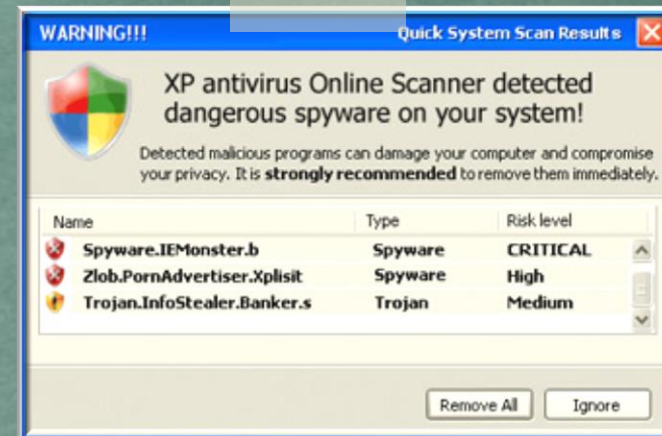 WARNING!!! Quick System Scan Results
XP antivirus Online Scanner detected
dangerous spyware on your system!
Detected malicious programs can damage your computer and compromise
your privacy. It is strongly recommended to remove them immediately.
Name Type Risk level
Spyware.IEMonster.b Spyware CRITICAL
Zlob.PornAdvertiser.Xplisit Spyware High
Trojan.InfoStealer.Banker.s Trojan Medium
Remove All Ignore